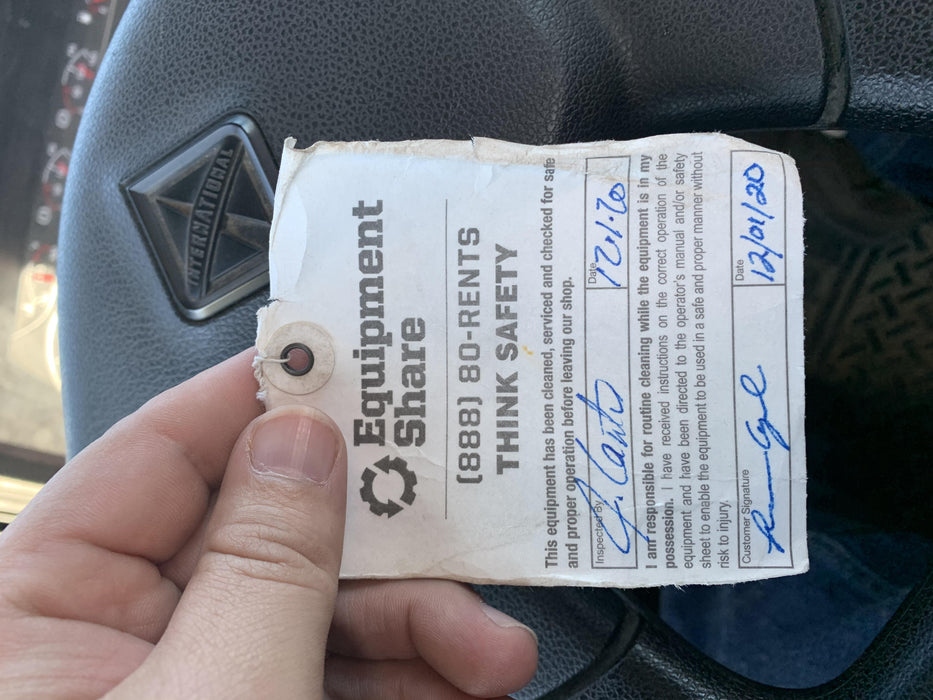 INTERNATIONAL
Equipment
Share
(888) 80-RENTS
THINK SAFETY
This equipment has been cleaned, serviced and checked for safe
and proper operation before leaving our shop.
Inspected By
Date
12·1·20
I am responsible for routine cleaning while the equipment is in my
possession. I have received instructions on the correct operation of the
equipment and have been directed to the operator's manual and/or safety
sheet to enable the equipment to be used in a safe and proper manner without
risk to injury.
Customer Signature
Date
12/01/20